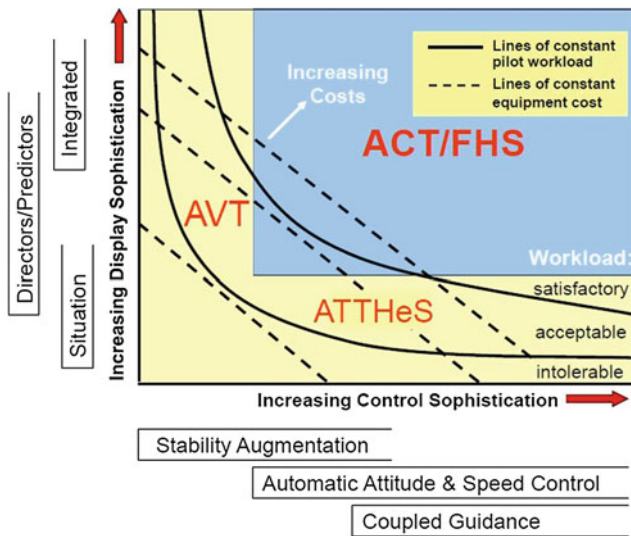 Lines of constant
pilot workload
Lines of constant
equipment cost
Increasing
Costs
ACT/FHS
AVT
ATTHeS
Workload:
satisfactory
acceptable
intolerable
Increasing Display Sophistication
Integrated
Situation
Directors/Predictors
Increasing Control Sophistication
Stability Augmentation
Automatic Attitude & Speed Control
Coupled Guidance